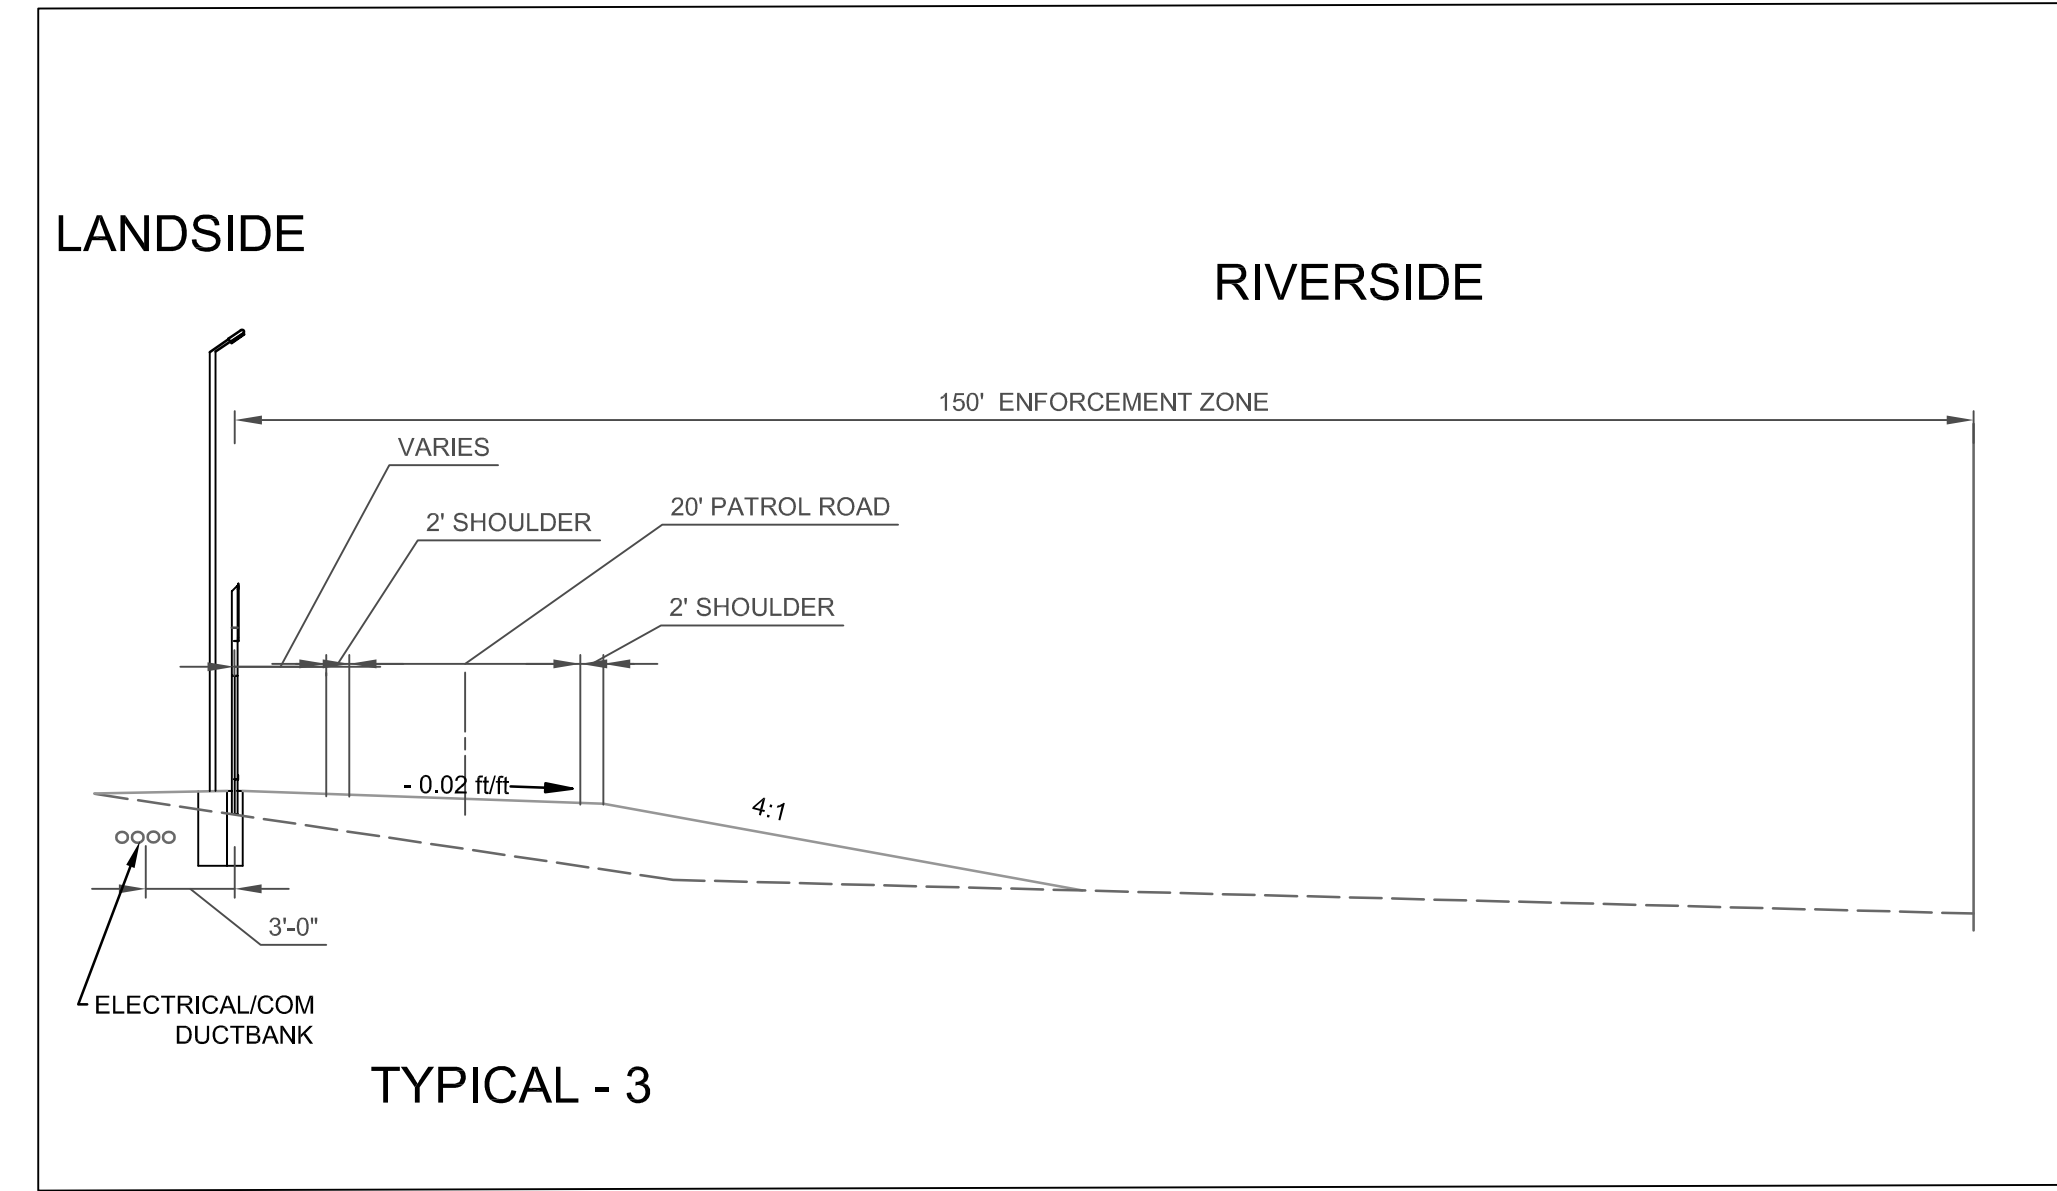 LANDSIDE
RIVERSIDE
150' ENFORCEMENT ZONE
VARIES
20' PATROL ROAD
2' SHOULDER
2' SHOULDER
- 0.02 ft/ft
4:1
3'-0"
ELECTRICAL/COM
DUCTBANK
TYPICAL - 3